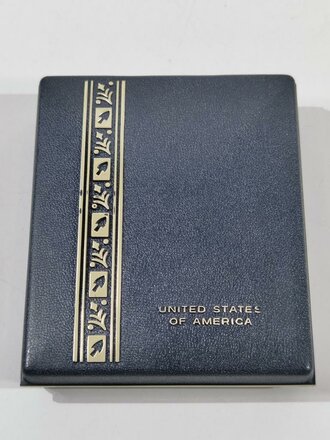 UNITED STATES
OF AMERICA